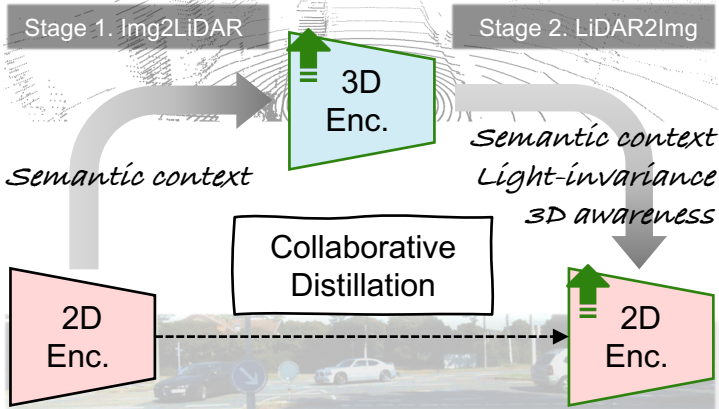 Stage 1. Img2LiDAR
Stage 2. LiDAR2Img
3D
Enc.
Semantic context
Semantic context
Light-invariance
3D awareness
Collaborative
Distillation
2D
Enc.
2D
Enc.